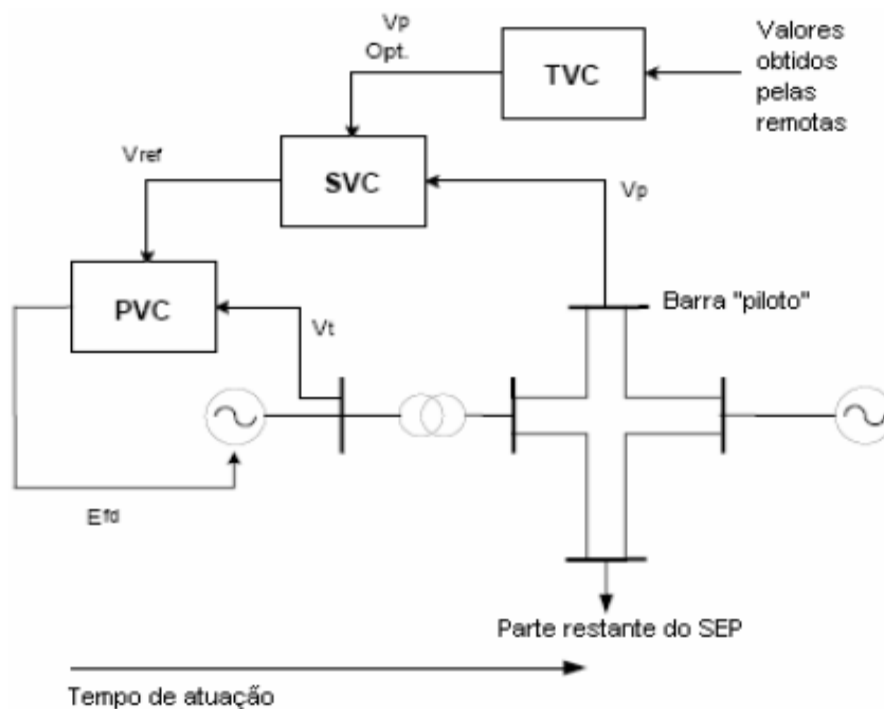 Vp
Opt.
TVC
Valores
obtidos
pelas
remotas
Vref
SVC
Vp
PVC
Vt
Barra "piloto"
Efd
Parte restante do SEP
Tempo de atuação